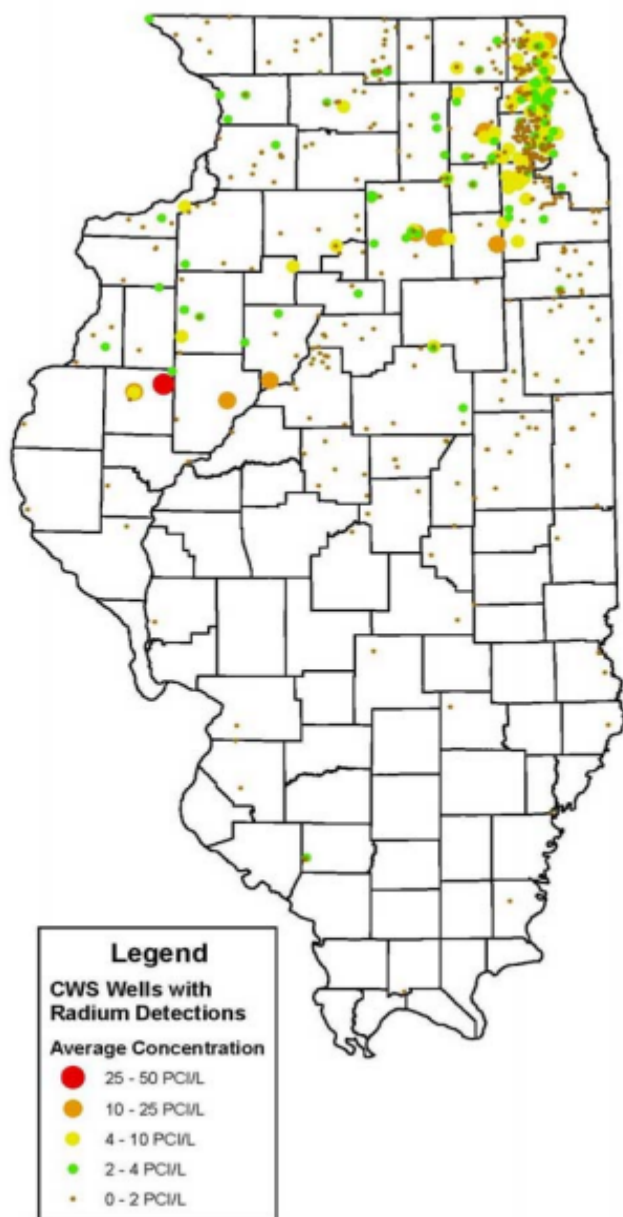 Legend
CWS Wells with
Radium Detections
Average Concentration
25 - 50 PCI/L
10 - 25 PCI/L
4 - 10 PCI/L
2 - 4 PCI/L
0 - 2 PCI/L